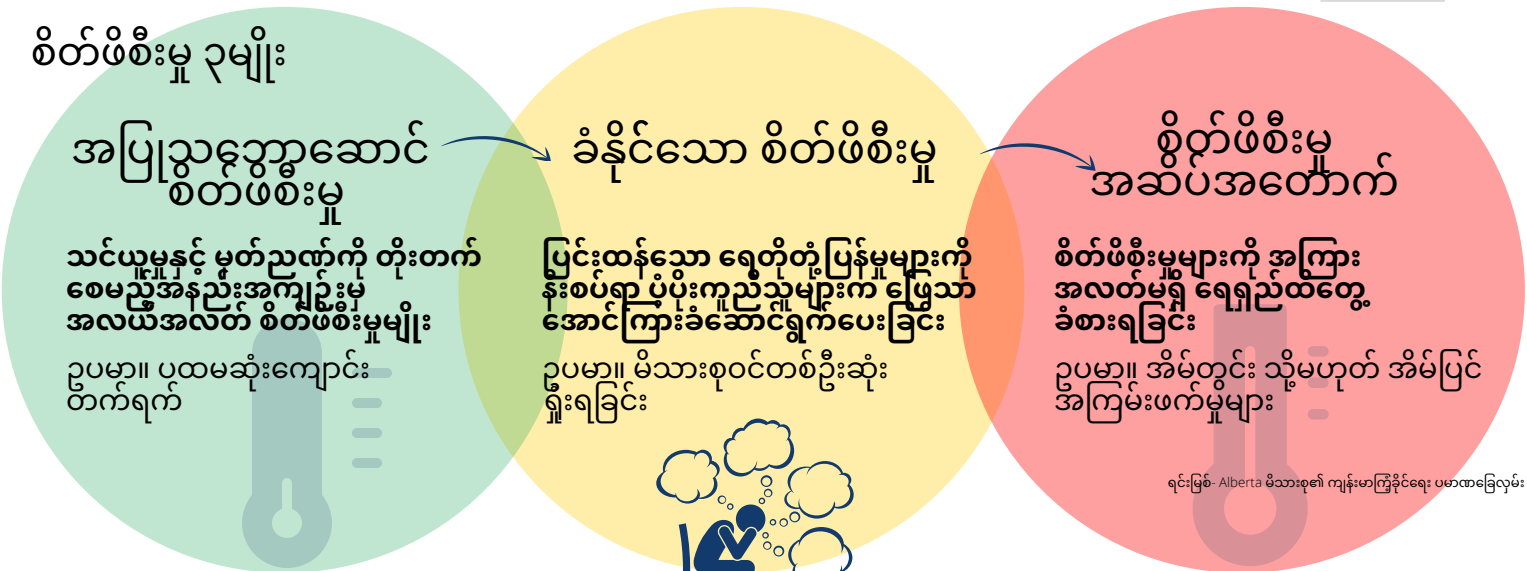 စိတ်ဖိစီးမှု ၃မျိုး
အပြုသဘောဆောင်
စိတ်ဖိစီးမှု
သင်ယူမှုနှင့် မှတ်ညဏ်ကို တိုးတက်
စေမည့်အနည်းအကျဉ်းမှ
အလယ်အလတ် စိတ်ဖိစီးမှုမျိုး
ဥပမာ။ ပထမဆုံးကျောင်း
တက်ရက်
ခံနိုင်သော စိတ်ဖိစီးမှု
ပြင်းထန်သော ရေတိုတုံ့ပြန်မှုများကို
နီးစပ်ရာ ပံ့ပိုးကူညီသူများက ဖြေသိမ့်
အောင်ကြားခံဆောင်ရွက်ပေးခြင်း
ဥပမာ။ မိသားစုဝင်တစ်ဦးဆုံး
ရှုံးရခြင်း
စိတ်ဖိစီးမှု
အဆိပ်အတောက်
စိတ်ဖိစီးမှုများကို အကြား
အလတ်မရှိ ရေရှည်ထိတွေ့
ခံစားရခြင်း
ဥပမာ။ အိမ်တွင်း သို့မဟုတ် အိမ်ပြင်
အကြမ်းဖက်မှုများ
ရင်းမြစ်- Alberta မိသားစု၏ ကျန်းမာကြံ့ခိုင်ရေး ပမာဏခြေလှမ်း